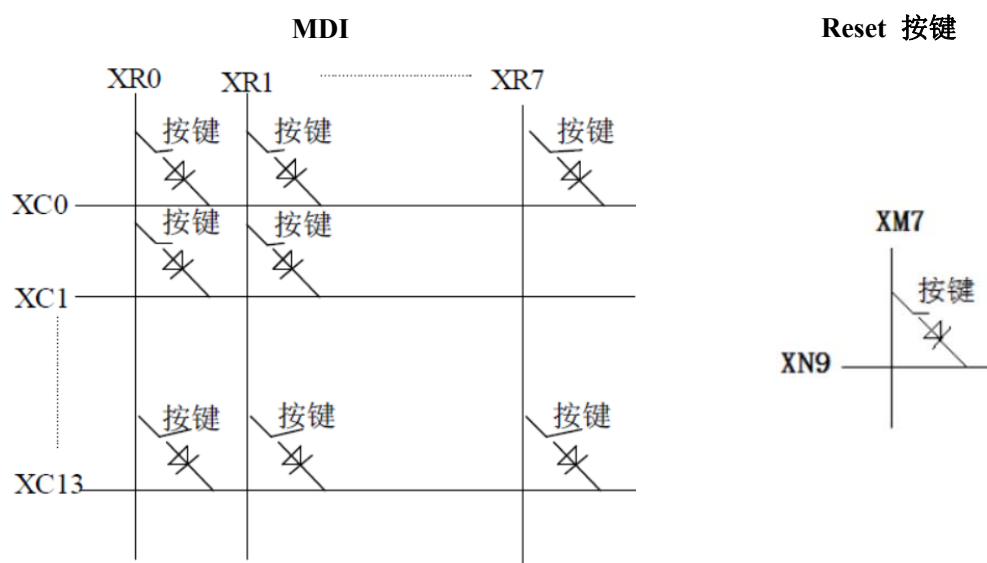 MDI
Reset 按键
XR0
XR1
XR7
按键
按键
按键
XC0
按键
按键
XM7
按键
XC1
XN9
按键
按键
按键
XC13